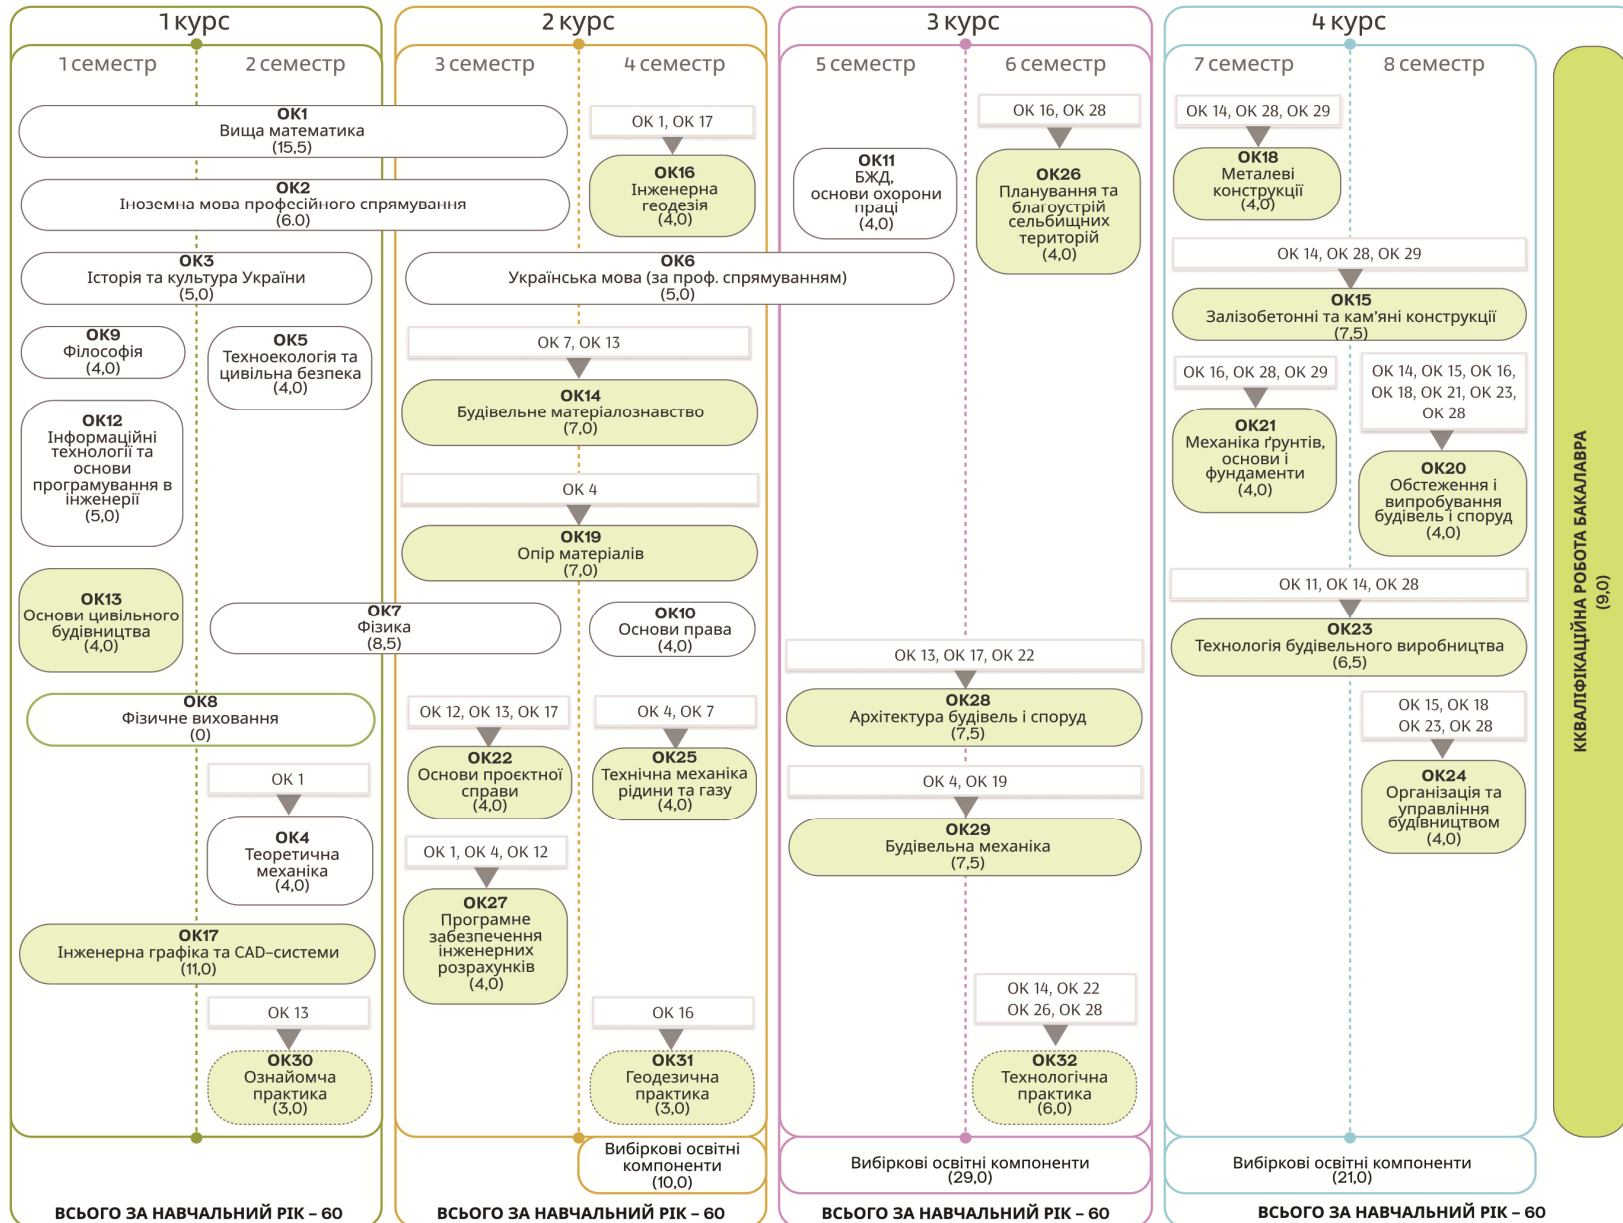 1 курс
1 семестр
2 семестр
ОК1
Вища математика
(15,5)
ОК2
Іноземна мова професійного спрямування
(6.0)
ОК3
Історія та культура України
(5,0)
ОК9
Філософія
(4,0)
ОК5
Техноекологія та
цивільна безпека
(4,0)
ОК12
Інформаційні
технології та
основи
програмування в
інженерії
(5,0)
ОК13
Основи цивільного
будівництва
(4,0)
ОК7
Фізика
(8,5)
ОК8
Фізичне виховання
(0)
ОК 1
ОК4
Теоретична
механіка
(4,0)
ОК17
Інженерна графіка та CAD–системи
(11,0)
ОК 13
ОК30
Ознайомча
практика
(3,0)
ВСЬОГО ЗА НАВЧАЛЬНИЙ РІК – 60
2 курс
3 семестр
4 семестр
ОК 1, ОК 17
ОК16
Інженерна
геодезія
(4,0)
ОК6
Українська мова (за проф. спрямуванням)
(5,0)
ОК 7, ОК 13
ОК14
Будівельне матеріалознавство
(7,0)
ОК 4
ОК19
Опір матеріалів
(7,0)
ОК10
Основи права
(4,0)
ОК 12, ОК 13, ОК 17
ОК22
Основи проєктної
справи
(4,0)
ОК 4, ОК 7
ОК25
Технічна механіка
рідини та газу
(4,0)
ОК 1, ОК 4, ОК 12
ОК27
Програмне
забезпечення
інженерних
розрахунків
(4,0)
ОК 16
ОК31
Геодезична
практика
(3,0)
Вибіркові освітні
компоненти
(10,0)
ВСЬОГО ЗА НАВЧАЛЬНИЙ РІК – 60
3 курс
5 семестр
6 семестр
ОК11
БЖД,
основи охорони
праці
(4,0)
ОК 16, ОК 28
ОК26
Планування та
благоустрій
сельбищних
територій
(4,0)
ОК 13, ОК 17, ОК 22
ОК28
Архітектура будівель і споруд
(7,5)
ОК 4, ОК 19
ОК29
Будівельна механіка
(7,5)
ОК 14, ОК 22
ОК 26, ОК 28
ОК32
Технологічна
практика
(6,0)
Вибіркові освітні компоненти
(29,0)
ВСЬОГО ЗА НАВЧАЛЬНИЙ РІК – 60
4 курс
7 семестр
8 семестр
ОК 14, ОК 28, ОК 29
ОК18
Металеві
конструкції
(4,0)
ОК 14, ОК 28, ОК 29
ОК15
Залізобетонні та кам'яні конструкції
(7,5)
ОК 16, ОК 28, ОК 29
ОК21
Механіка ґрунтів,
основи і
фундаменти
(4,0)
ОК 14, ОК 15, ОК 16,
ОК 18, ОК 21, ОК 23,
ОК 28
ОК20
Обстеження і
випробування
будівель і споруд
(4,0)
ОК 11, ОК 14, ОК 28
ОК23
Технологія будівельного виробництва
(6,5)
ОК 15, ОК 18
ОК 23, ОК 28
ОК24
Організація та
управління
будівництвом
(4,0)
Вибіркові освітні компоненти
(21,0)
ВСЬОГО ЗА НАВЧАЛЬНИЙ РІК – 60
ККВАЛІФІКАЦІЙНА РОБОТА БАКАЛАВРА
(9,0)